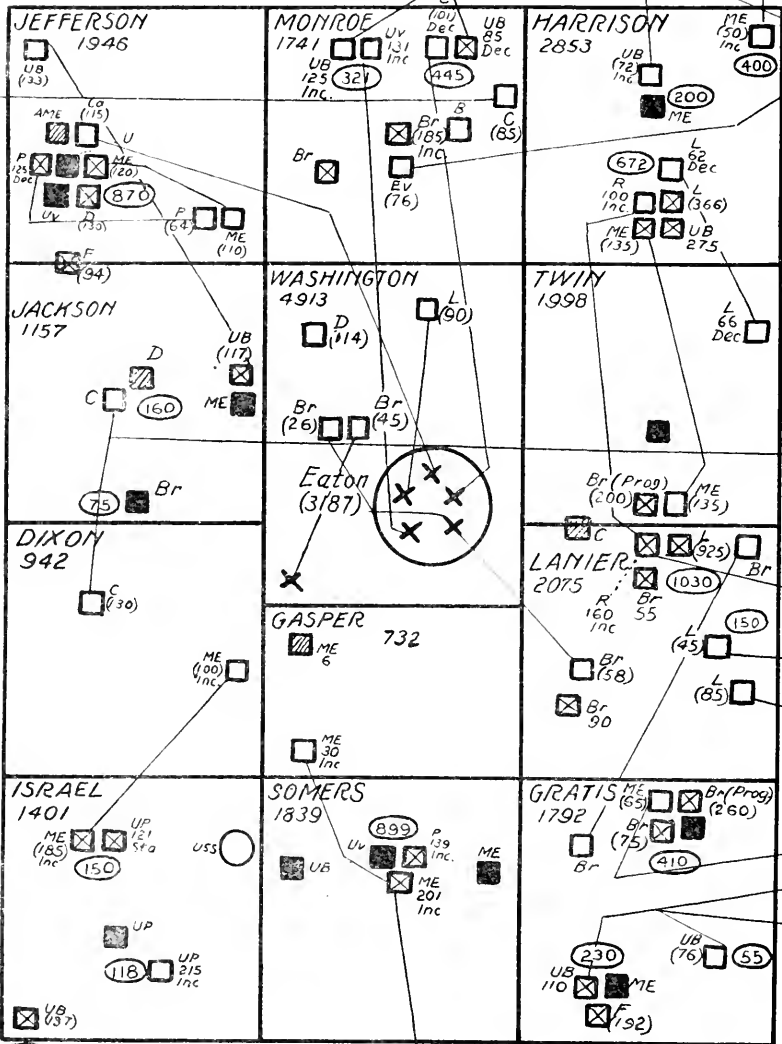 JEFFERSON
1946
UB
(133)
Ca
(115)
AME
U
P
125
Dec
ME
(120)
Uv
D
(130)
870
P
(64)
ME
(110)
F
(94)
MONROE
1741
UB
125
Inc.
Uv
131
Inc
321
(101)
Dec
UB
85
Dec
445
C
(85)
Br
(185)
Inc
B
Br
Ev
(76)
HARRISON
2853
ME
(50)
Inc
400
UB
(72)
Inc
200
ME
672
L
62
Dec
R
100
Inc.
L
(366)
ME
(135)
UB
275
JACKSON
1157
UB
(117)
D
C
160
ME
75
Br
WASHINGTON
4913
D
(114)
L
(90)
Br
(26)
Br
(45)
Eaton
(3187)
TWIN
1998
L
66
Dec
Br (Prog)
(200)
ME
(135)
DIXON
942
C
(130)
ME
(100)
Inc.
GASPER
732
ME
6
ME
30
Inc
C
LANIER
2075
L
(925)
Br
R
160
Inc
Br
55
1030
150
L
(45)
Br
(58)
L
(85)
Br
90
ISRAEL
1401
ME
(185)
Inc
UP
121
Sta
150
USS
UP
118
UP
215
Inc
UB
(137)
SOMERS
1839
899
Uv
P
139
Inc.
UB
ME
201
Inc
ME
GRATIS
1792
ME
(65)
Br (Prog)
(260)
Br
(75)
Br
410
230
UB
(76)
55
UB
110
ME
F
(192)